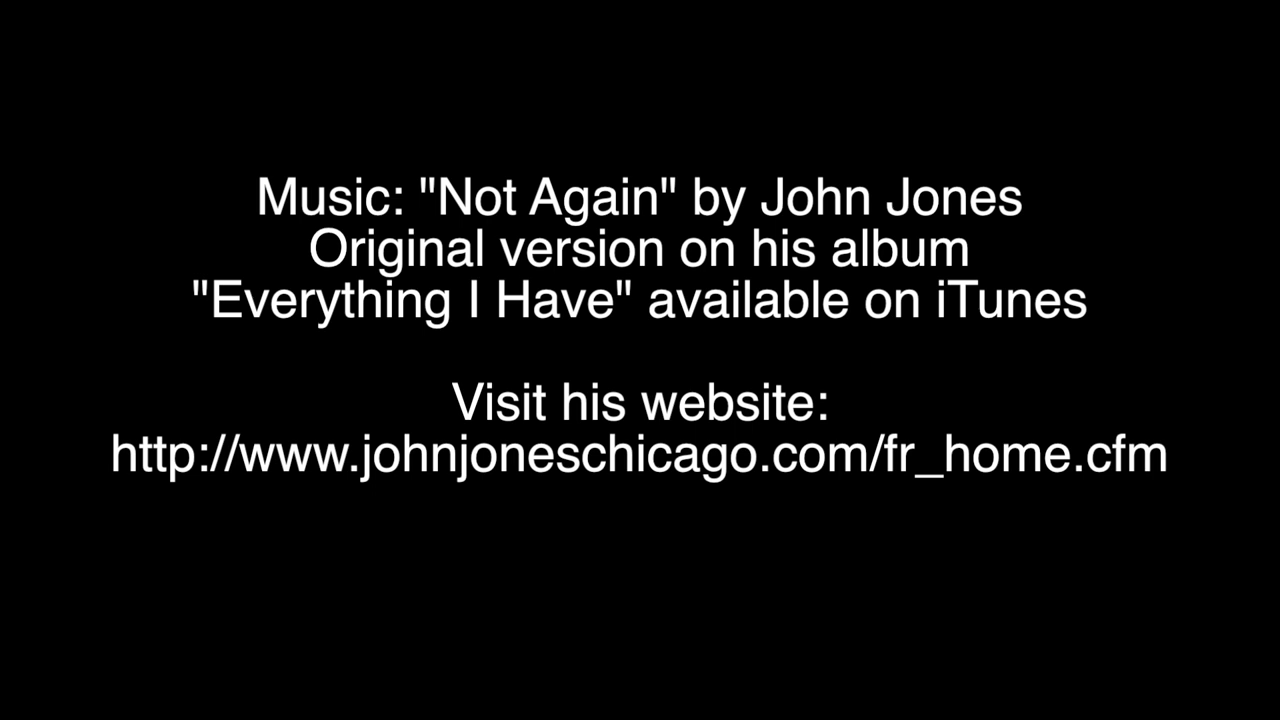 Music: "Not Again" by John Jones
Original version on his album
"Everything I Have" available on iTunes
Visit his website:
http://www.johnjoneschicago.com/fr_home.cfm